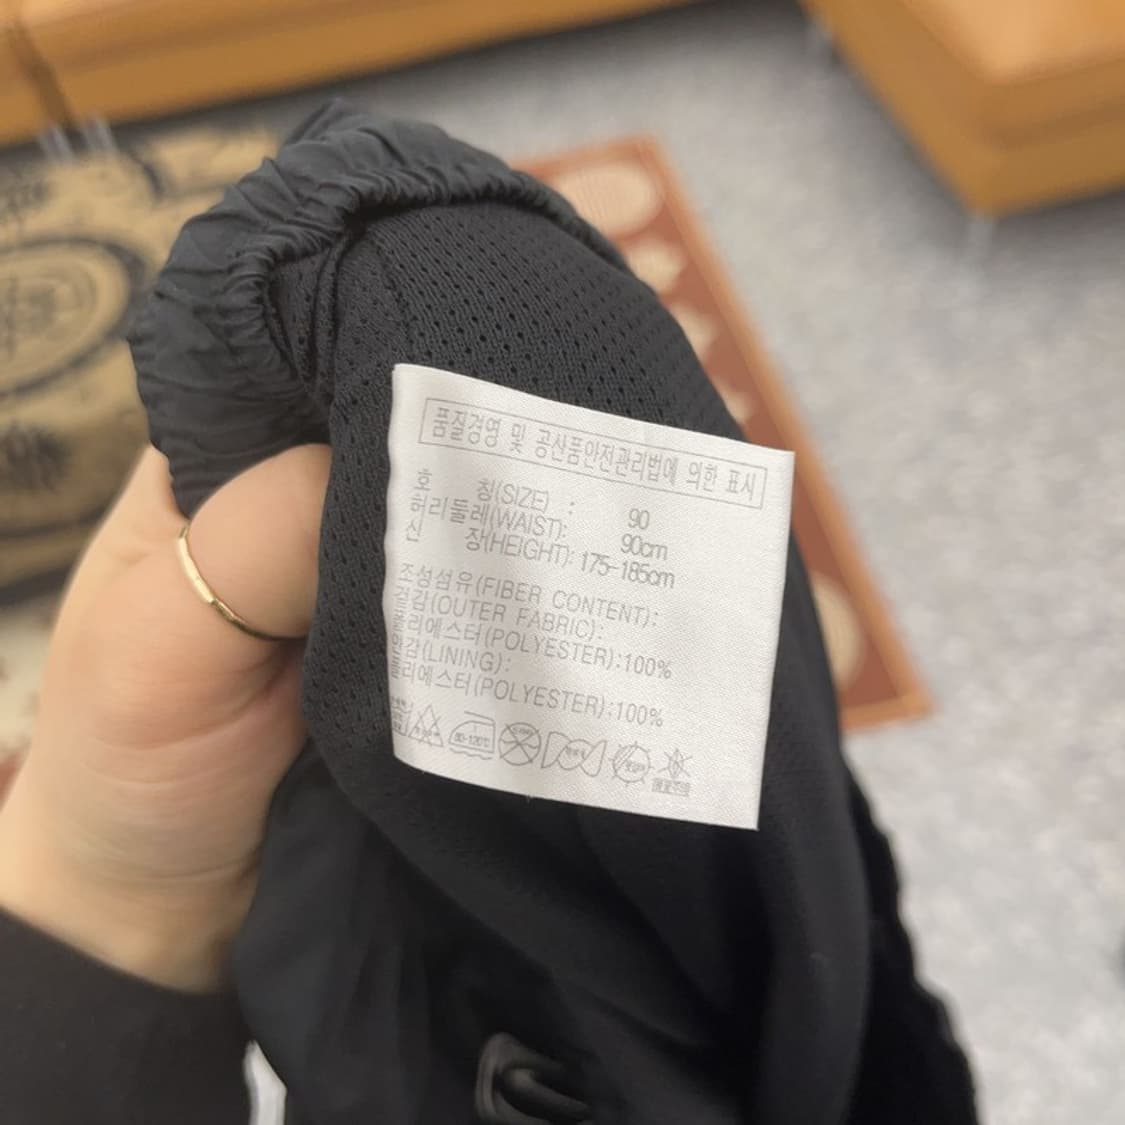 품질경영 및 공산품안전관리법에 의한 표시
호 칭(SIZE) : 90
허리둘레(WAIST): 90cm
신 장(HEIGHT): 175-185cm
조성섬유(FIBER CONTENT):
겉감(OUTER FABRIC):
폴리에스터(POLYESTER):100%
안감(LINING):
폴리에스터(POLYESTER):100%
80-120℃